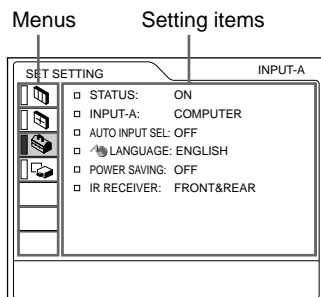 Menus Setting items
SET SETTING INPUT-A
STATUS: ON
INPUT-A: COMPUTER
AUTO INPUT SEL: OFF
LANGUAGE: ENGLISH
POWER SAVING: OFF
IR RECEIVER: FRONT&REAR